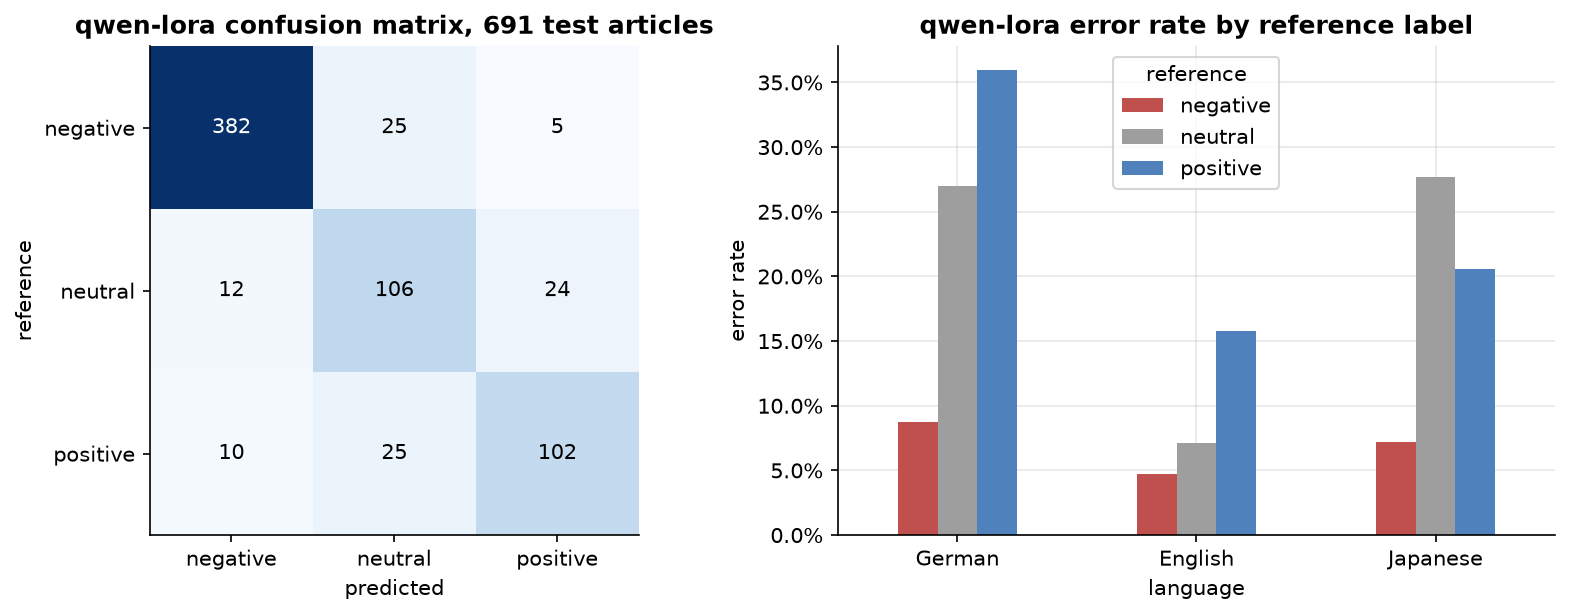 qwen-lora confusion matrix, 691 test articles
reference
negative
neutral
positive
382 25 5
12 106 24
10 25 102
negative neutral positive
predicted
qwen-lora error rate by reference label
error rate
35.0%
30.0%
25.0%
20.0%
15.0%
10.0%
5.0%
0.0%
reference
negative
neutral
positive
German English Japanese
language